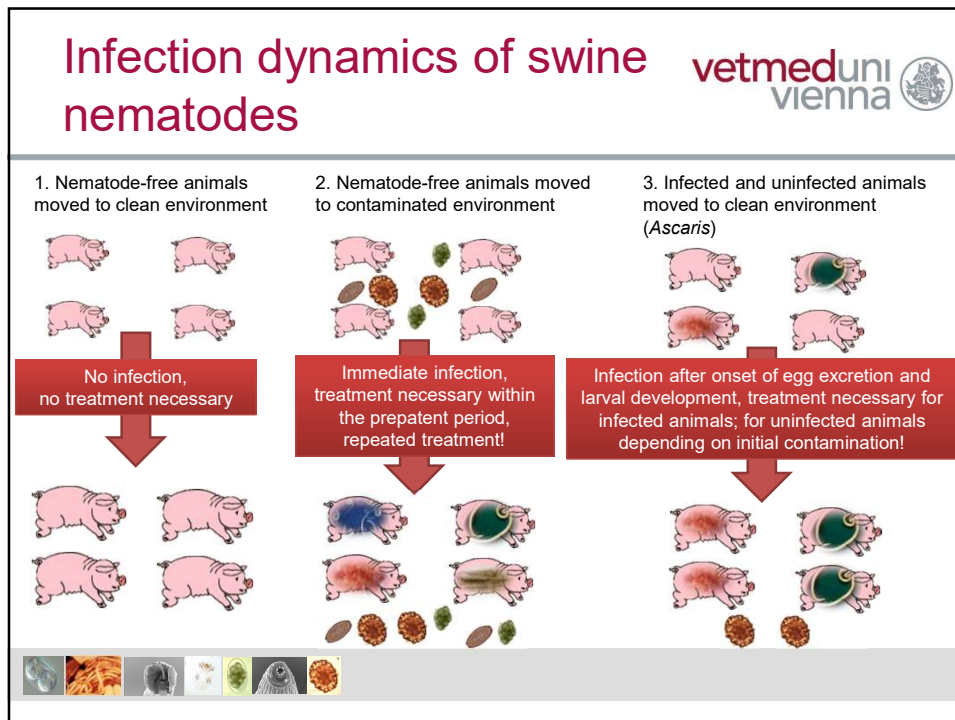 Infection dynamics of swine
nematodes
vetmeduni
vienna
1. Nematode-free animals
moved to clean environment
2. Nematode-free animals moved
to contaminated environment
3. Infected and uninfected animals
moved to clean environment
(Ascaris)
No infection,
no treatment necessary
Immediate infection,
treatment necessary within
the prepatent period,
repeated treatment!
Infection after onset of egg excretion and
larval development, treatment necessary for
infected animals; for uninfected animals
depending on initial contamination!